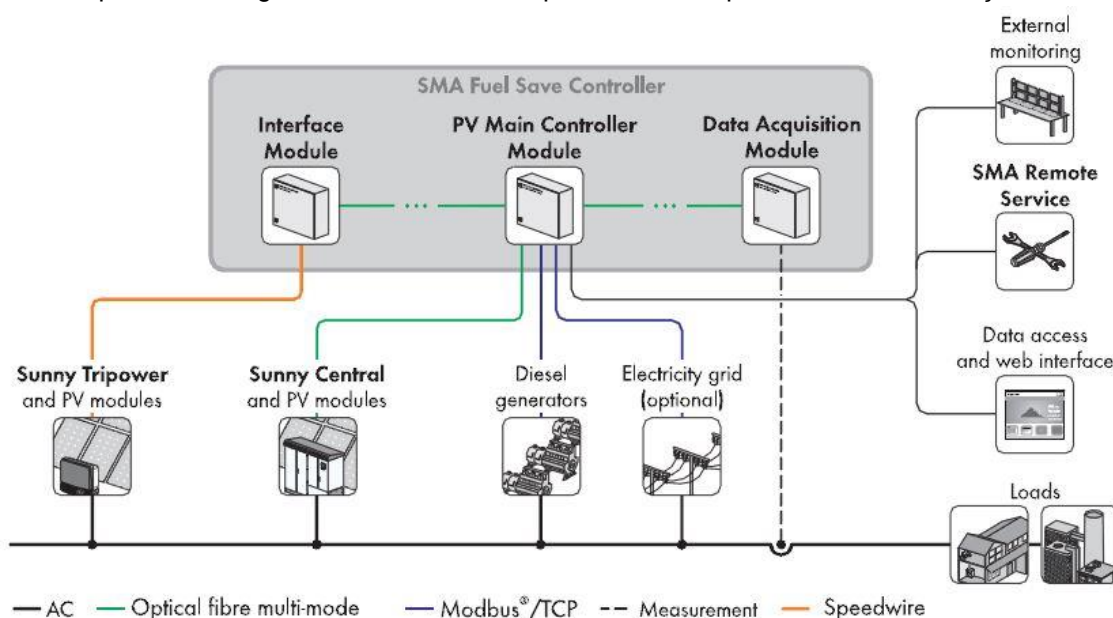 External
monitoring
SMA Fuel Save Controller
Interface
Module
PV Main Controller
Module
Data Acquisition
Module
SMA Remote
Service
Data access
and web interface
Sunny Tripower
and PV modules
Sunny Central
and PV modules
Diesel
generators
Electricity grid
(optional)
Loads
AC
Optical fibre multi-mode
Modbus®/TCP
Measurement
Speedwire